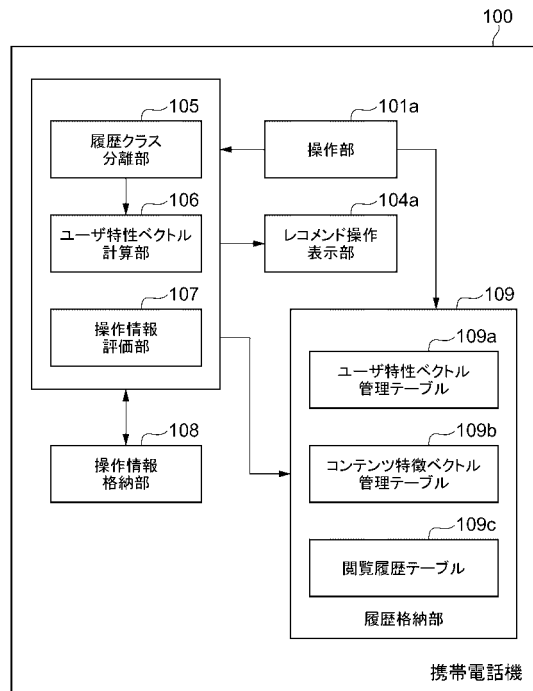 100
105
履歴クラス
分離部
101a
操作部
106
ユーザ特性ベクトル
計算部
104a
レコメンド操作
表示部
107
操作情報
評価部
109
109a
ユーザ特性ベクトル
管理テーブル
108
操作情報
格納部
109b
コンテンツ特徴ベクトル
管理テーブル
109c
閲覧履歴テーブル
履歴格納部
携帯電話機